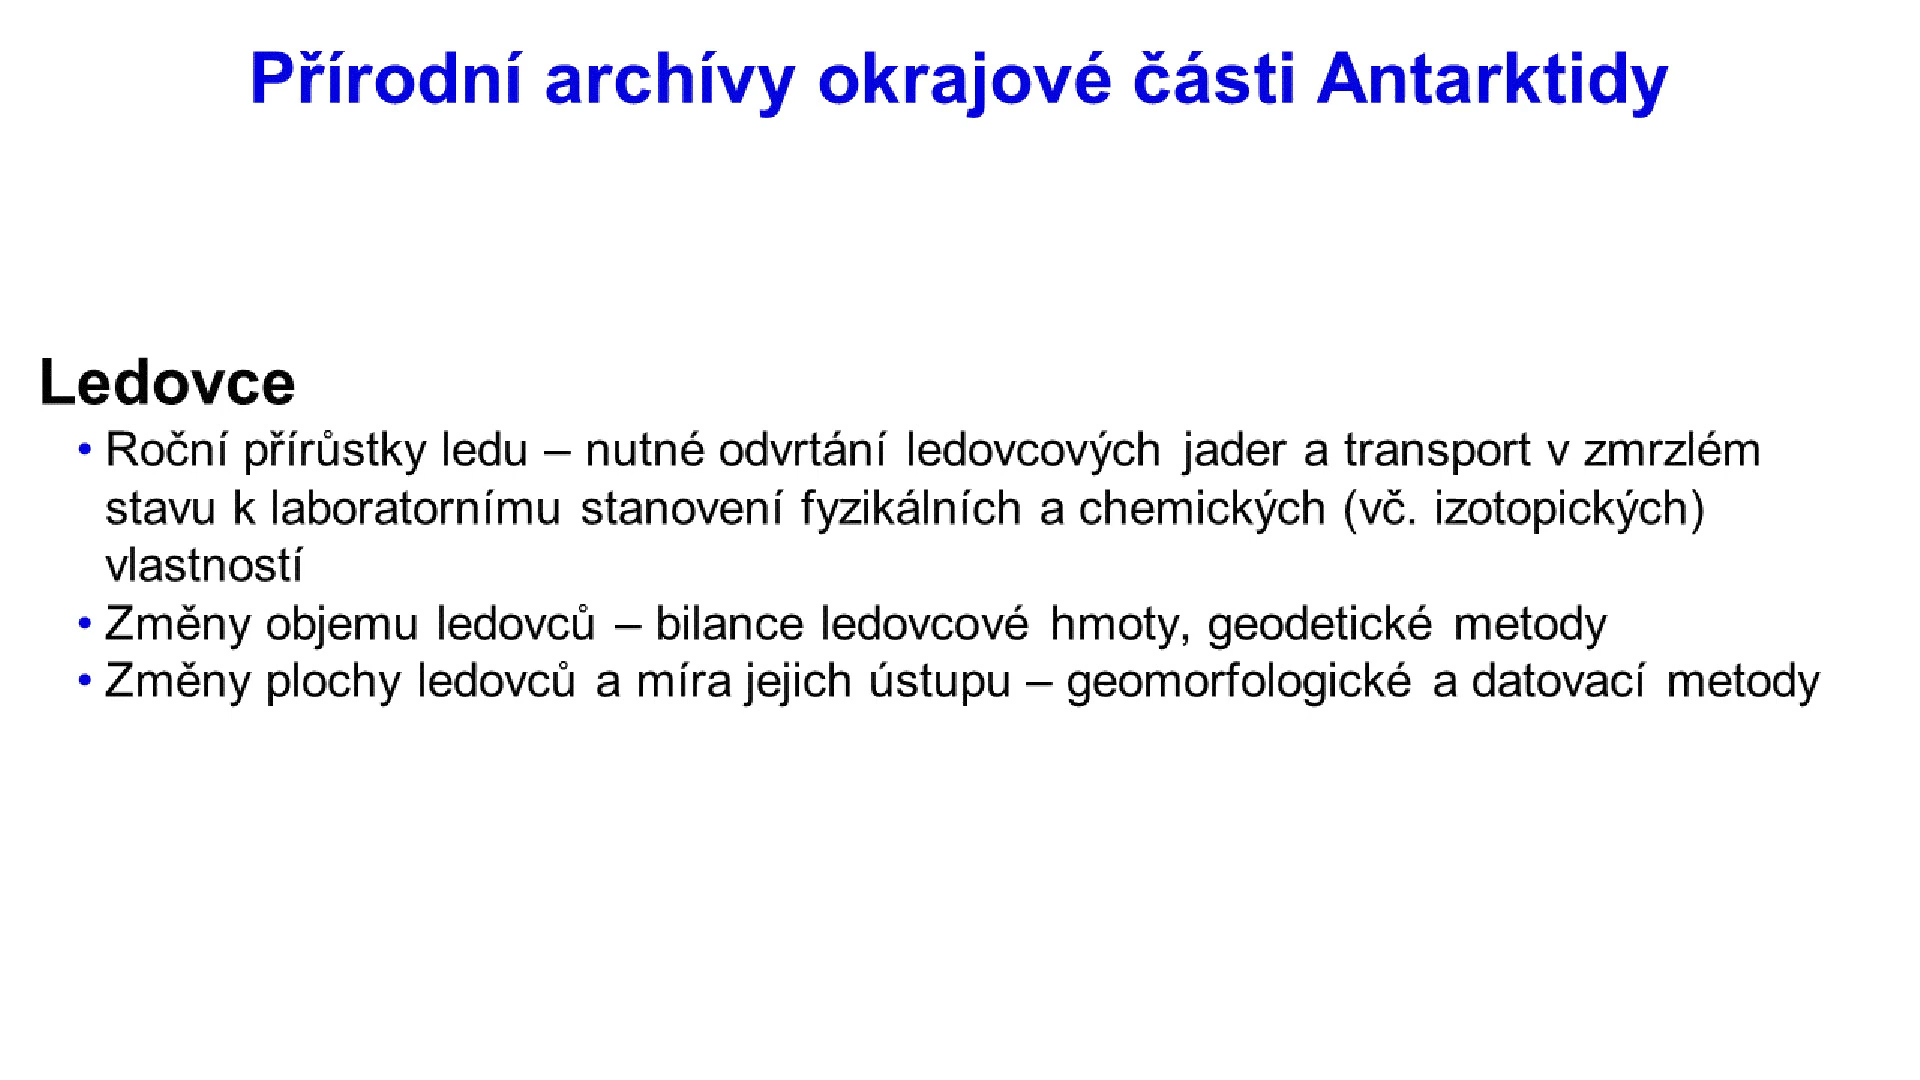 Přírodní archívy okrajové části Antarktidy
Ledovce
• Roční přírůstky ledu – nutné odvrtání ledovcových jader a transport v zmrzlém
stavu k laboratornímu stanovení fyzikálních a chemických (vč. izotopických)
vlastností
• Změny objemu ledovců – bilance ledovcové hmoty, geodetické metody
• Změny plochy ledovců a míra jejich ústupu – geomorfologické a datovací metody